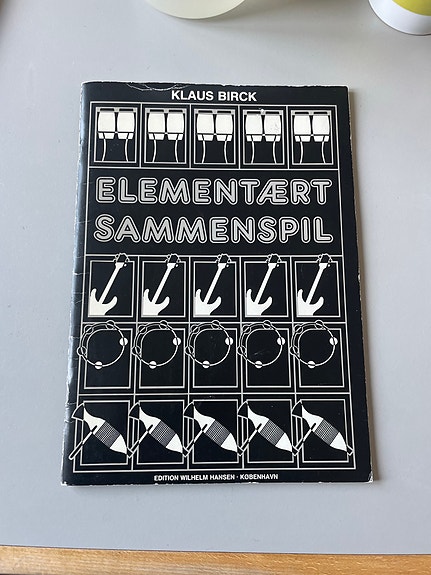 KLAUS BIRCK
ELEMENTÆRT
SAMMENSPIL
EDITION WILHELM HANSEN · KØBENHAVN